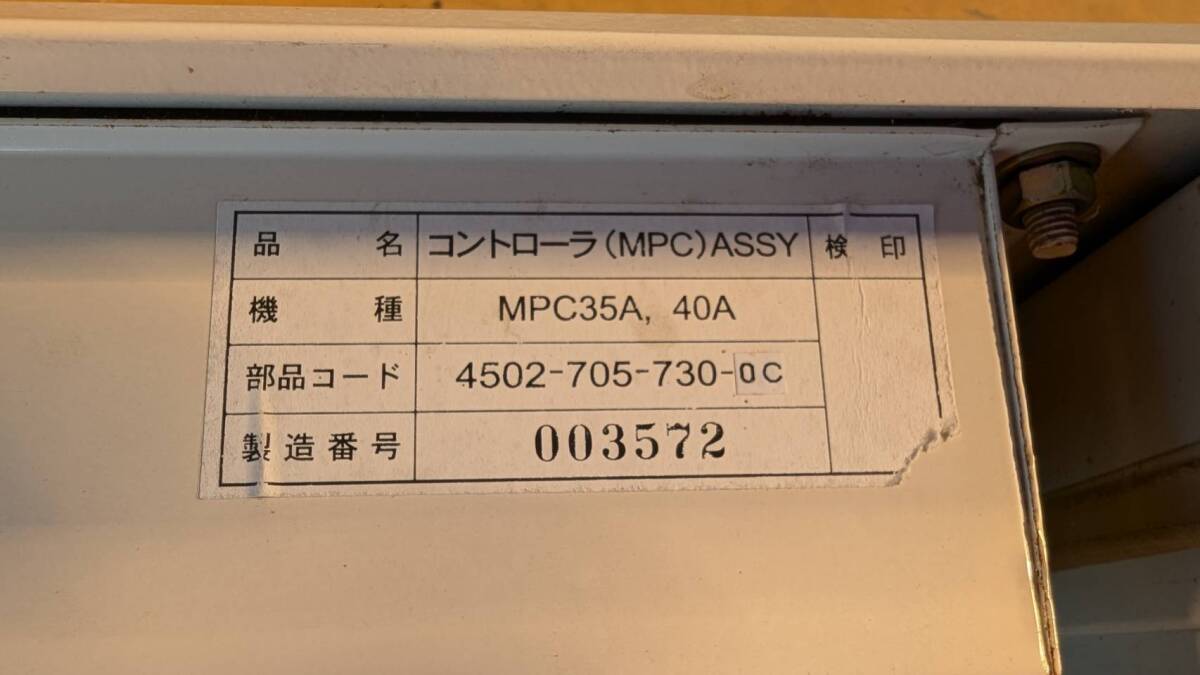 品名 コントローラ(MPC)ASSY 検印
機種 MPC35A, 40A
部品コード 4502-705-730-0C
製造番号 003572